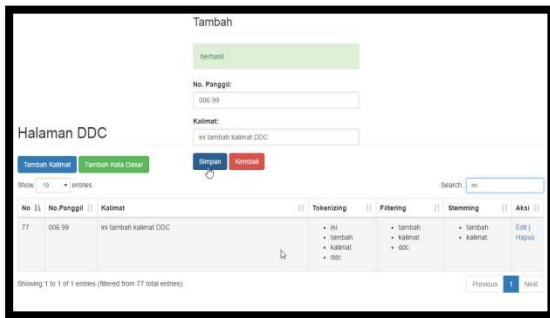 Tambah
berhasil
No. Panggil:
006.99
Kalimat:
ini tambah kalimat DDC
Simpan Kembali
Halaman DDC
Tambah Kalimat Tambah Kata Dasar
Show 10 entries
Search: ini
No No.Panggil Kalimat Tokenizing Filtering Stemming Aksi
77 006.99 ini tambah kalimat DDC
• ini
• tambah
• kalimat
• ddc
• tambah
• kalimat
• ddc
• tambah
• kalimat
Edit |
Hapus
Showing 1 to 1 of 1 entries (filtered from 77 total entries)
Previous 1 Next